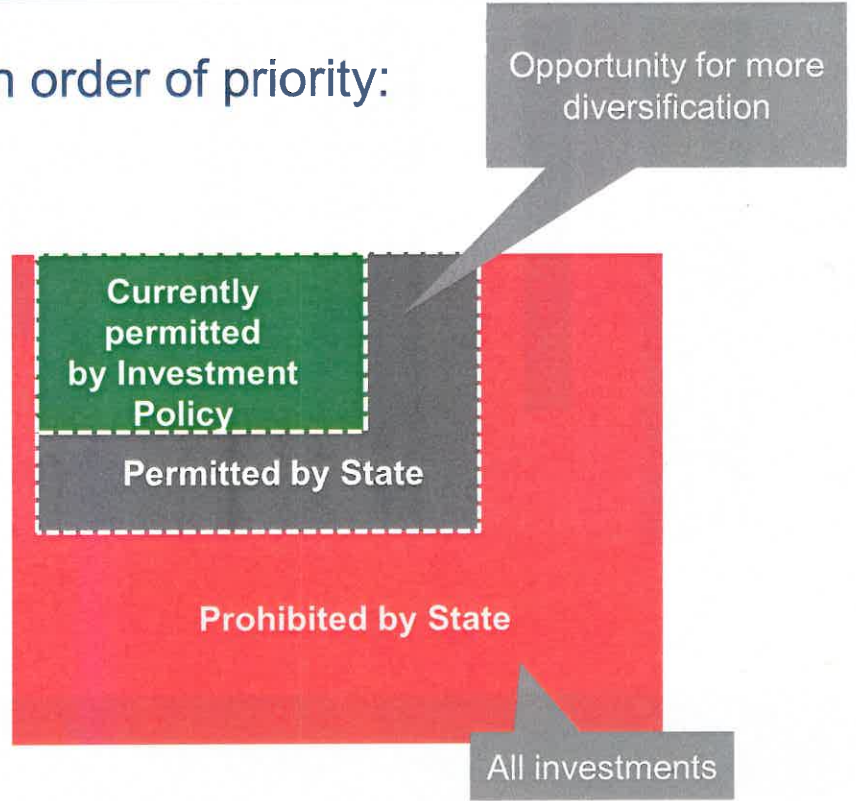 n order of priority:
Opportunity for more
diversification
Currently
permitted
by Investment
Policy
Permitted by State
Prohibited by State
All investments